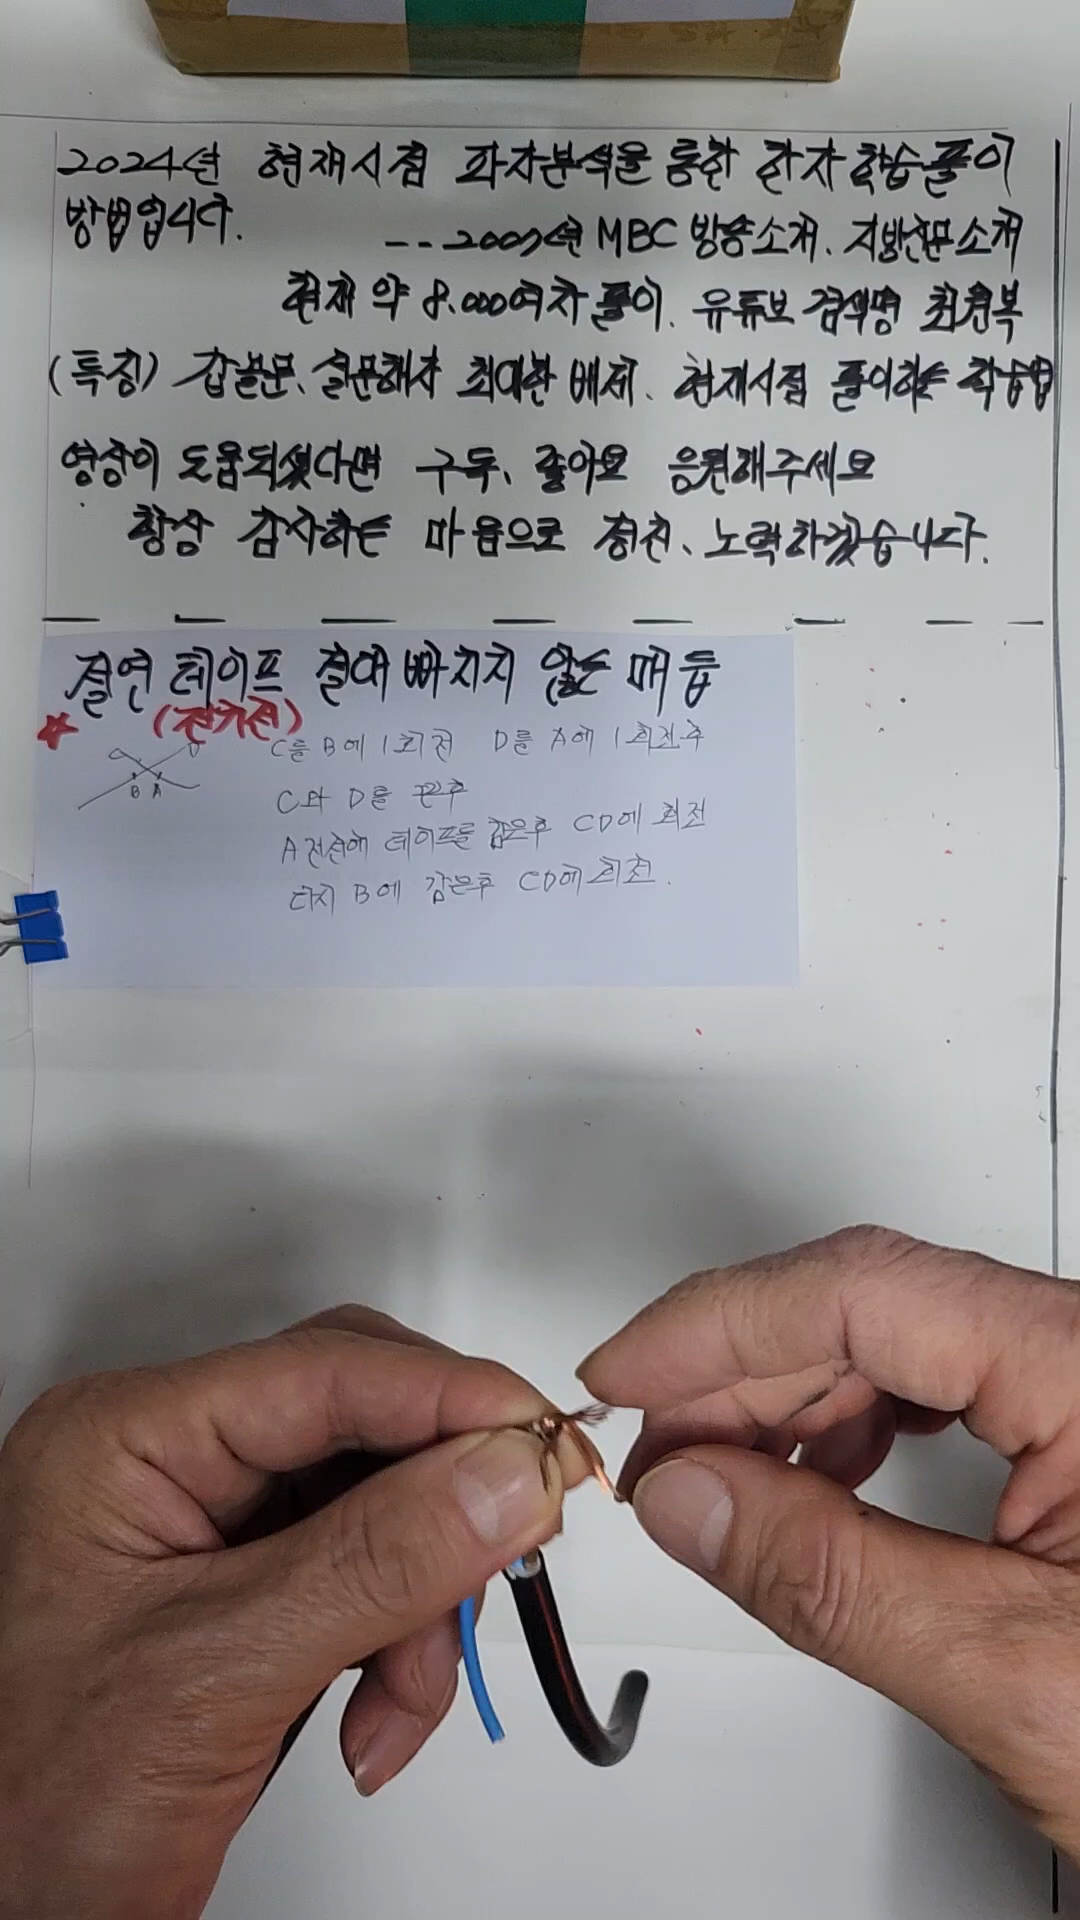 2024년 현재시점 파자분석을 통한 한자 학습풀이
방법입니다.
---2007년 MBC 방송소개. 지방신문소개
현재 약 8.000여자 풀이. 유튜브 검색명 최원복
(특징) 갑골문、설문해자 최대한 배제. 현재시점 풀이하는 학습법
영상이 도움되셨다면 구독、좋아요 응원해주세요
항상 감사하는 마음으로 정진、노력하겠습니다.
절연 테이프 절대 빠지지 않는 매듭
(전기선)
C를 B에 1회전 D를 A에 1회전후
B A
C와 D를 꼰후
A전선에 테이프를 감은후 CD에 회전
다시 B에 감은후 CD에 회전.